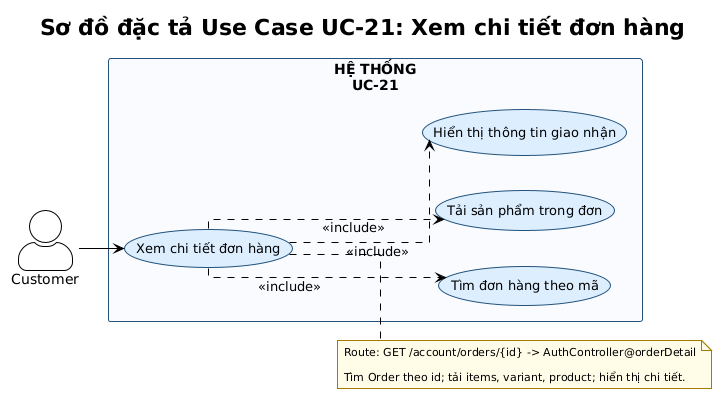 Sơ đồ đặc tả Use Case UC-21: Xem chi tiết đơn hàng
HỆ THỐNG
UC-21
Hiển thị thông tin giao nhận
Tải sản phẩm trong đơn
«include»
Xem chi tiết đơn hàng
«include»
Customer
Tìm đơn hàng theo mã
«include»
Route: GET /account/orders/{id} -> AuthController@orderDetail
Tìm Order theo id; tải items, variant, product; hiển thị chi tiết.